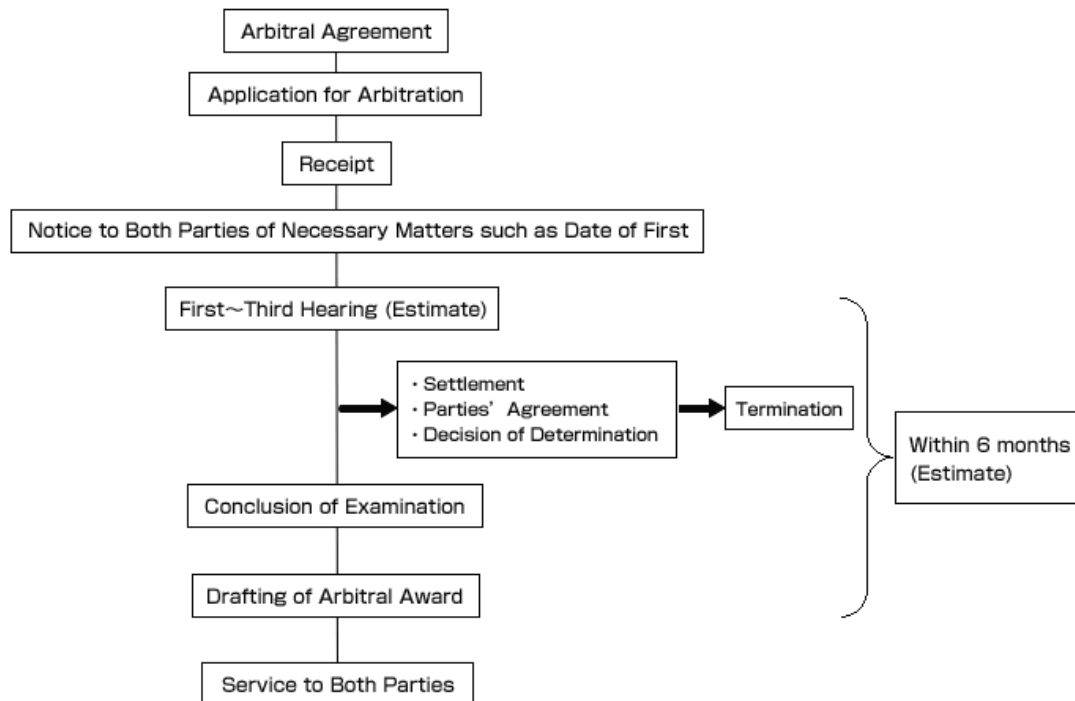 Arbitral Agreement
Application for Arbitration
Receipt
Notice to Both Parties of Necessary Matters such as Date of First
First～Third Hearing (Estimate)
・Settlement
・Parties’ Agreement
・Decision of Determination
Termination
Within 6 months
(Estimate)
Conclusion of Examination
Drafting of Arbitral Award
Service to Both Parties